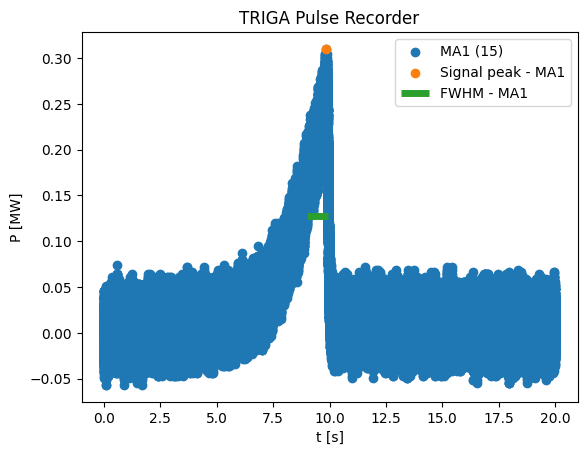 TRIGA Pulse Recorder
MA1 (15)
Signal peak - MA1
FWHM - MA1
P [MW]
0.30
0.25
0.20
0.15
0.10
0.05
0.00
−0.05
0.0 2.5 5.0 7.5 10.0 12.5 15.0 17.5 20.0
t [s]